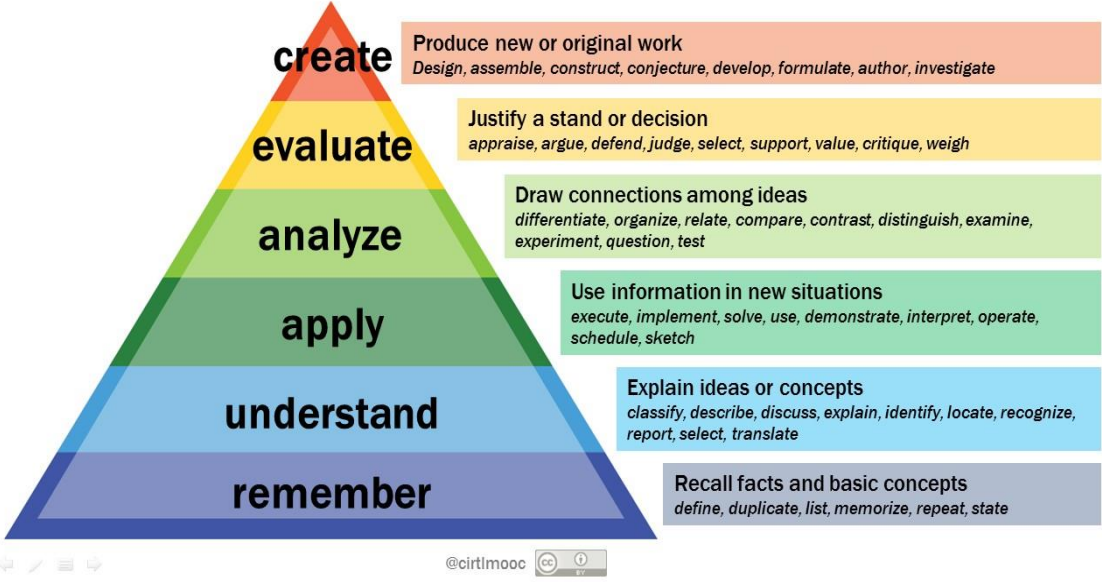 create
Produce new or original work
Design, assemble, construct, conjecture, develop, formulate, author, investigate
evaluate
Justify a stand or decision
appraise, argue, defend, judge, select, support, value, critique, weigh
analyze
Draw connections among ideas
differentiate, organize, relate, compare, contrast, distinguish, examine,
experiment, question, test
apply
Use information in new situations
execute, implement, solve, use, demonstrate, interpret, operate,
schedule, sketch
understand
Explain ideas or concepts
classify, describe, discuss, explain, identify, locate, recognize,
report, select, translate
remember
Recall facts and basic concepts
define, duplicate, list, memorize, repeat, state
@cirtlmooc
cc
BY